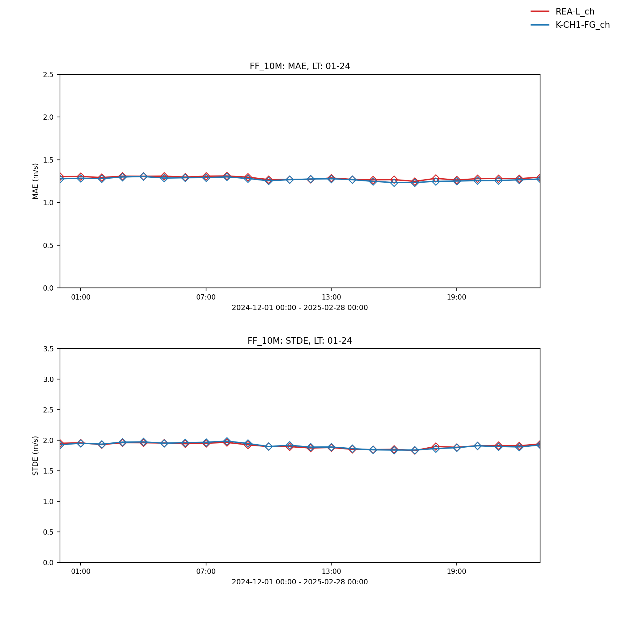 REA-L_ch
K-CH1-FG_ch
FF_10M: MAE, LT: 01-24
2.5
2.0
1.5
1.0
0.5
0.0
MAE (m/s)
01:00
07:00
13:00
19:00
2024-12-01 00:00 - 2025-02-28 00:00
FF_10M: STDE, LT: 01-24
3.5
3.0
2.5
2.0
1.5
1.0
0.5
0.0
STDE (m/s)
01:00
07:00
13:00
19:00
2024-12-01 00:00 - 2025-02-28 00:00